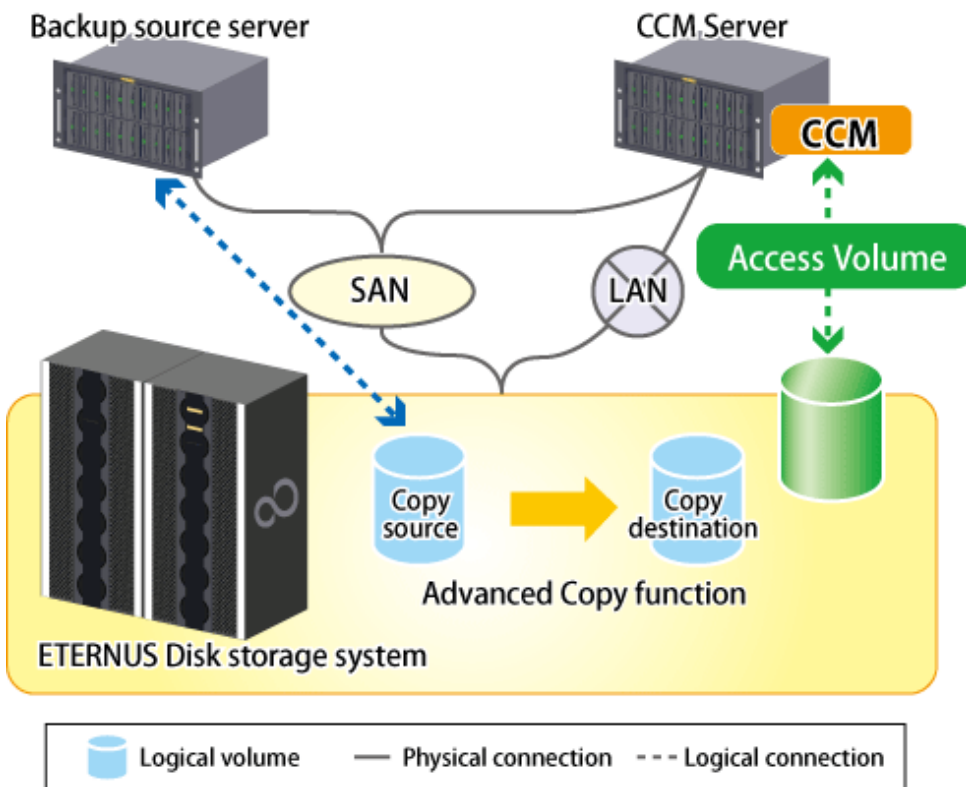 Backup source server
CCM Server
CCM
Access Volume
SAN
LAN
Copy
source
Copy
destination
Advanced Copy function
ETERNUS Disk storage system
Logical volume
Physical connection
Logical connection